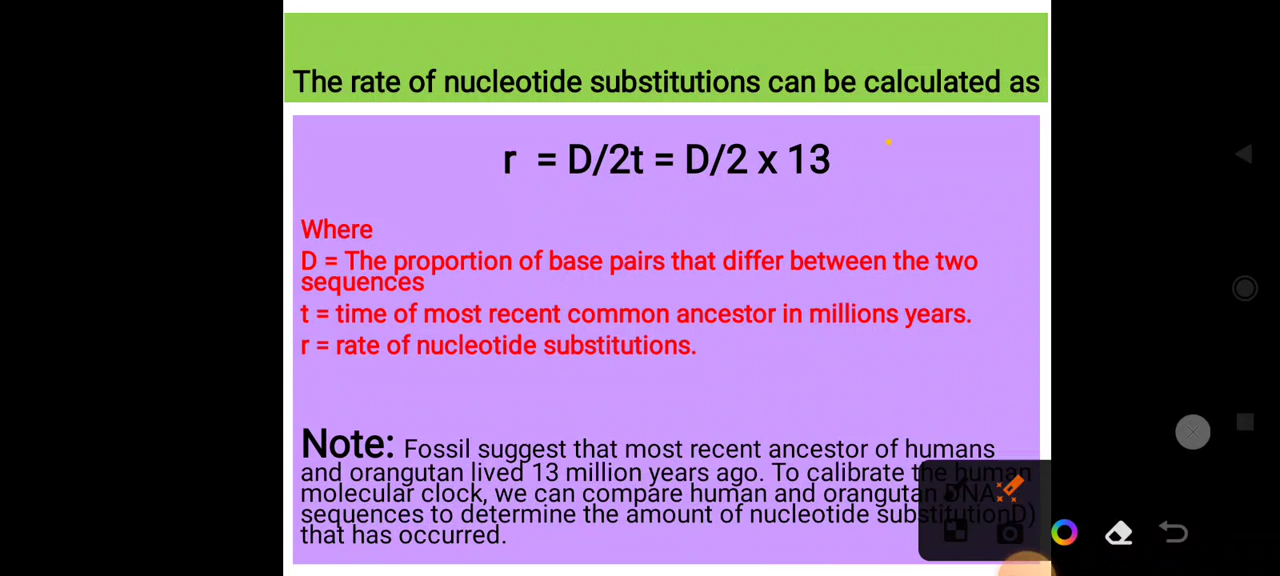 The rate of nucleotide substitutions can be calculated as
r = D/2t = D/2 x 13
Where
D = The proportion of base pairs that differ between the two
sequences
t = time of most recent common ancestor in millions years.
r = rate of nucleotide substitutions.
Note: Fossil suggest that most recent ancestor of humans
and orangutan lived 13 million years ago. To calibrate the human
molecular clock, we can compare human and orangutan DNA
sequences to determine the amount of nucleotide substitutionD)
that has occurred.